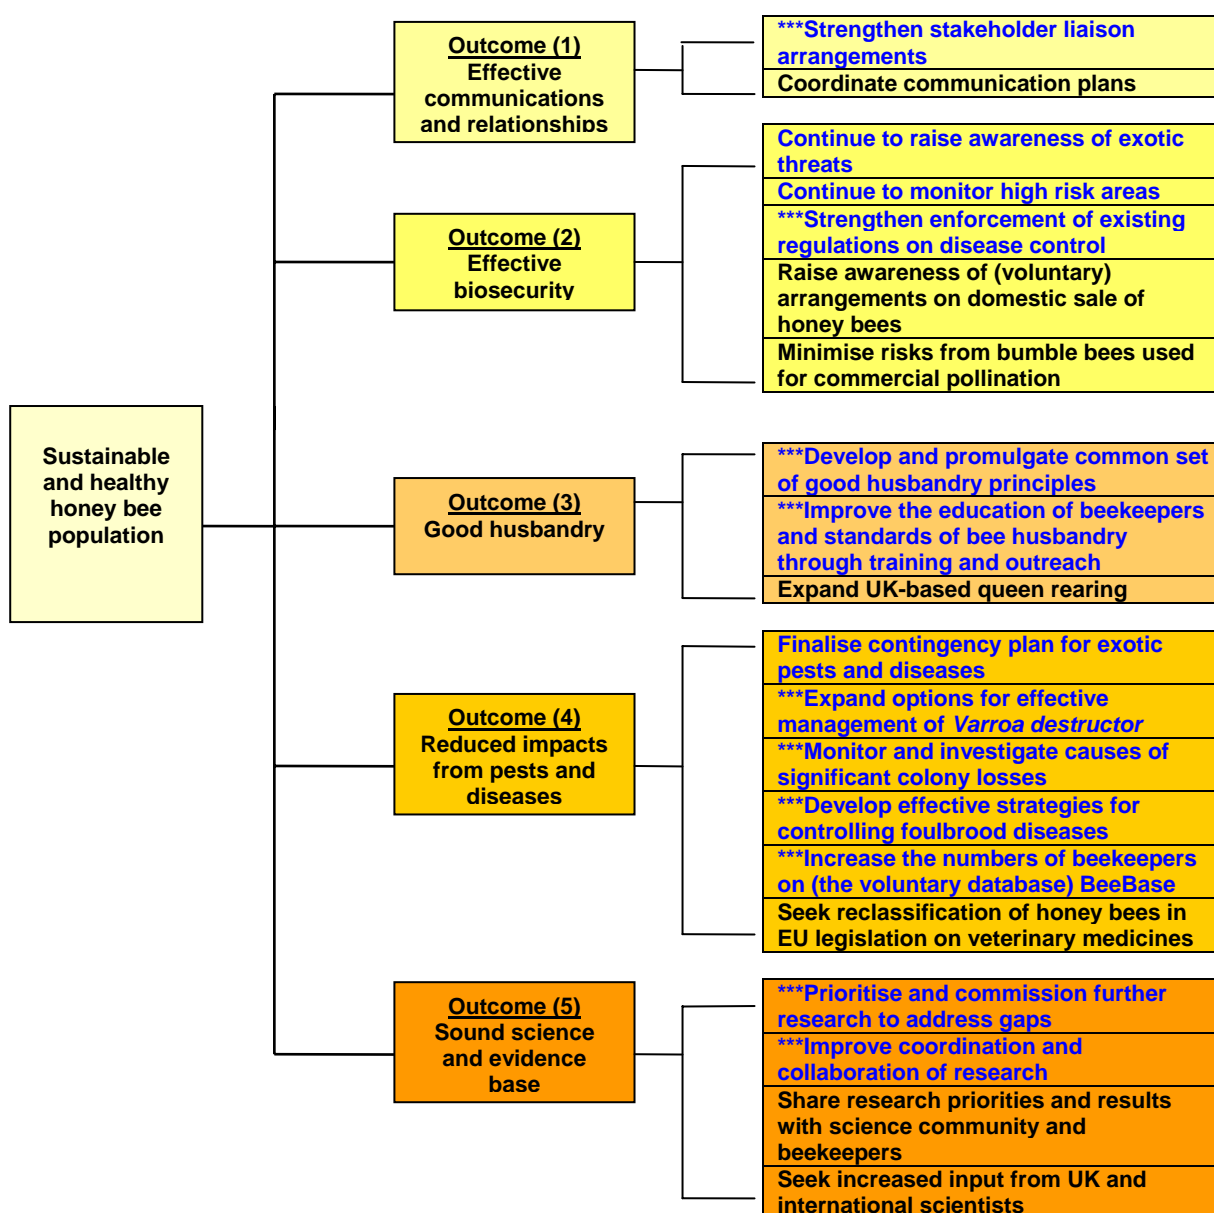 Sustainable
and healthy
honey bee
population
Outcome (1)
Effective
communications
and relationships
***Strengthen stakeholder liaison
arrangements
Coordinate communication plans
Outcome (2)
Effective
biosecurity
Continue to raise awareness of exotic
threats
Continue to monitor high risk areas
***Strengthen enforcement of existing
regulations on disease control
Raise awareness of (voluntary)
arrangements on domestic sale of
honey bees
Minimise risks from bumble bees used
for commercial pollination
Outcome (3)
Good husbandry
***Develop and promulgate common set
of good husbandry principles
***Improve the education of beekeepers
and standards of bee husbandry
through training and outreach
Expand UK-based queen rearing
Outcome (4)
Reduced impacts
from pests and
diseases
Finalise contingency plan for exotic
pests and diseases
***Expand options for effective
management of Varroa destructor
***Monitor and investigate causes of
significant colony losses
***Develop effective strategies for
controlling foulbrood diseases
***Increase the numbers of beekeepers
on (the voluntary database) BeeBase
Seek reclassification of honey bees in
EU legislation on veterinary medicines
Outcome (5)
Sound science
and evidence
base
***Prioritise and commission further
research to address gaps
***Improve coordination and
collaboration of research
Share research priorities and results
with science community and
beekeepers
Seek increased input from UK and
international scientists